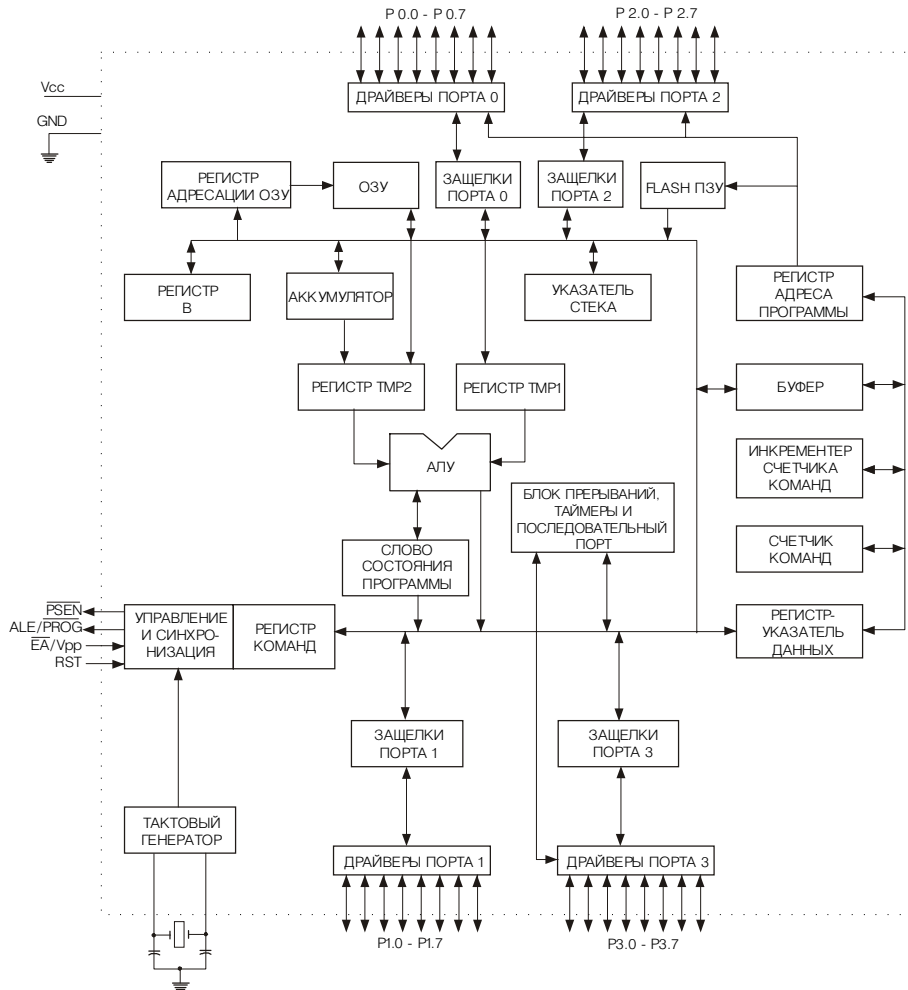 P 0.0 - P 0.7
P 2.0 - P 2.7
Vcc
GND
ДРАЙВЕРЫ ПОРТА 0
ДРАЙВЕРЫ ПОРТА 2
РЕГИСТР
АДРЕСАЦИИ ОЗУ
ОЗУ
ЗАЩЕЛКИ
ПОРТА 0
ЗАЩЕЛКИ
ПОРТА 2
FLASH ПЗУ
РЕГИСТР
В
АККУМУЛЯТОР
УКАЗАТЕЛЬ
СТЕКА
РЕГИСТР
АДРЕСА
ПРОГРАММЫ
РЕГИСТР TMP2
РЕГИСТР TMP1
БУФЕР
АЛУ
ИНКРЕМЕНТЕР
СЧЕТЧИКА
КОМАНД
БЛОК ПРЕРЫВАНИЙ,
ТАЙМЕРЫ И
ПОСЛЕДОВАТЕЛЬНЫЙ
ПОРТ
СЧЕТЧИК
КОМАНД
СЛОВО
СОСТОЯНИЯ
ПРОГРАММЫ
PSEN
ALE/PROG
EA/Vpp
RST
УПРАВЛЕНИЕ
И СИНХРО-
НИЗАЦИЯ
РЕГИСТР
КОМАНД
РЕГИСТР-
УКАЗАТЕЛЬ
ДАННЫХ
ЗАЩЕЛКИ
ПОРТА 1
ЗАЩЕЛКИ
ПОРТА 3
ТАКТОВЫЙ
ГЕНЕРАТОР
ДРАЙВЕРЫ ПОРТА 1
ДРАЙВЕРЫ ПОРТА 3
P1.0 - P1.7
P3.0 - P3.7